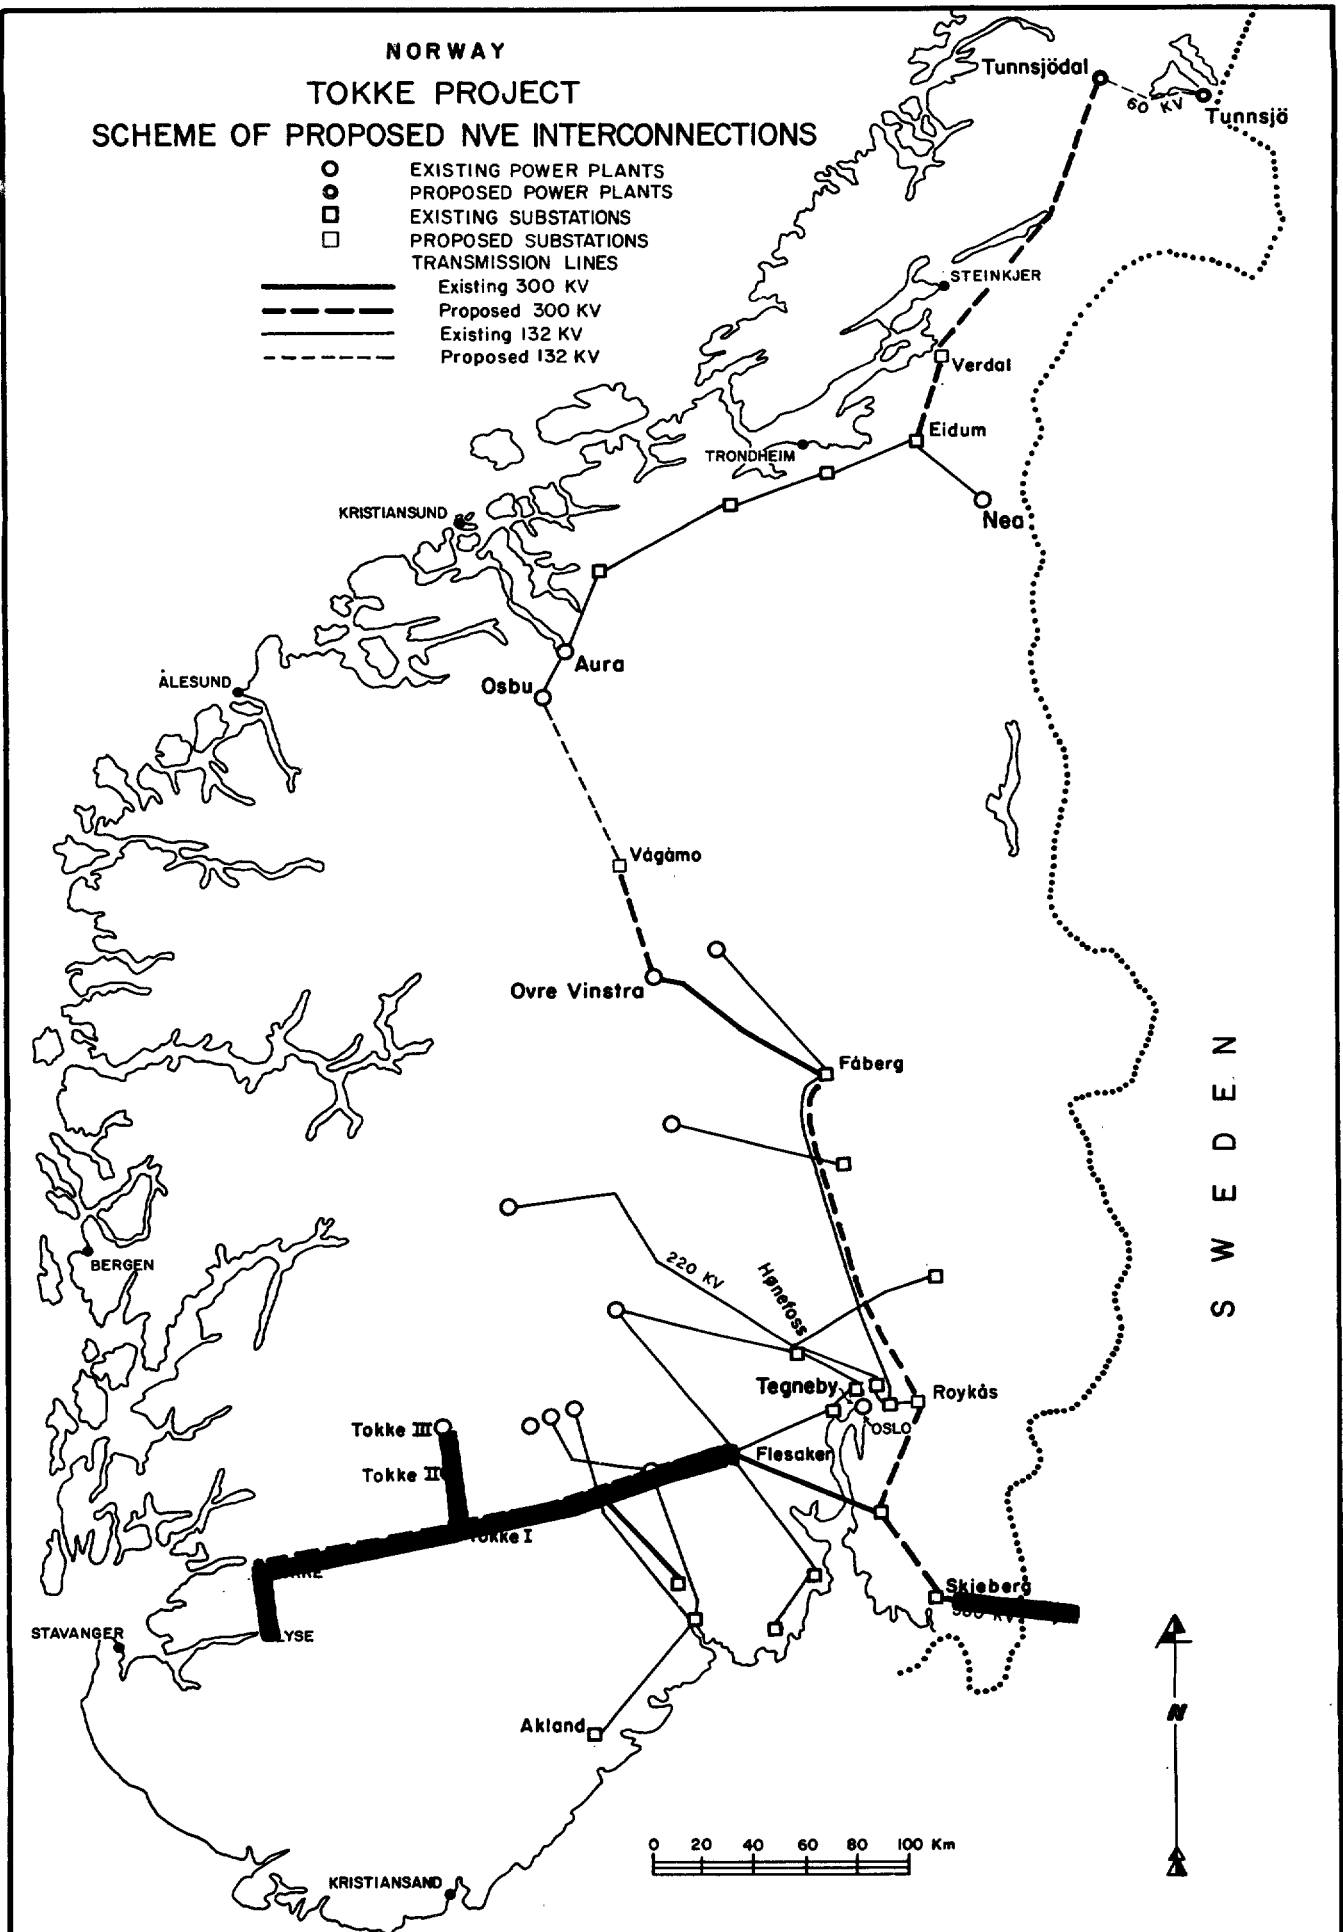 NORWAY
TOKKE PROJECT
SCHEME OF PROPOSED NVE INTERCONNECTIONS
EXISTING POWER PLANTS
PROPOSED POWER PLANTS
EXISTING SUBSTATIONS
PROPOSED SUBSTATIONS
TRANSMISSION LINES
Existing 300 KV
Proposed 300 KV
Existing 132 KV
Proposed 132 KV
Tunnsjödal
60 KV
Tunnsjö
STEINKJER
Verdal
Eidum
TRONDHEIM
Nea
KRISTIANSUND
Aura
Osbu
ÅLESUND
Vågåmo
Ovre Vinstra
Fåberg
SWEDEN
BERGEN
220 KV
Hønefoss
Tegneby
Roykås
OSLO
Tokke III
Flesaker
Tokke II
Tokke I
Skjeberg
STAVANGER
LYSE
Akland
N
0 20 40 60 80 100 Km
KRISTIANSAND